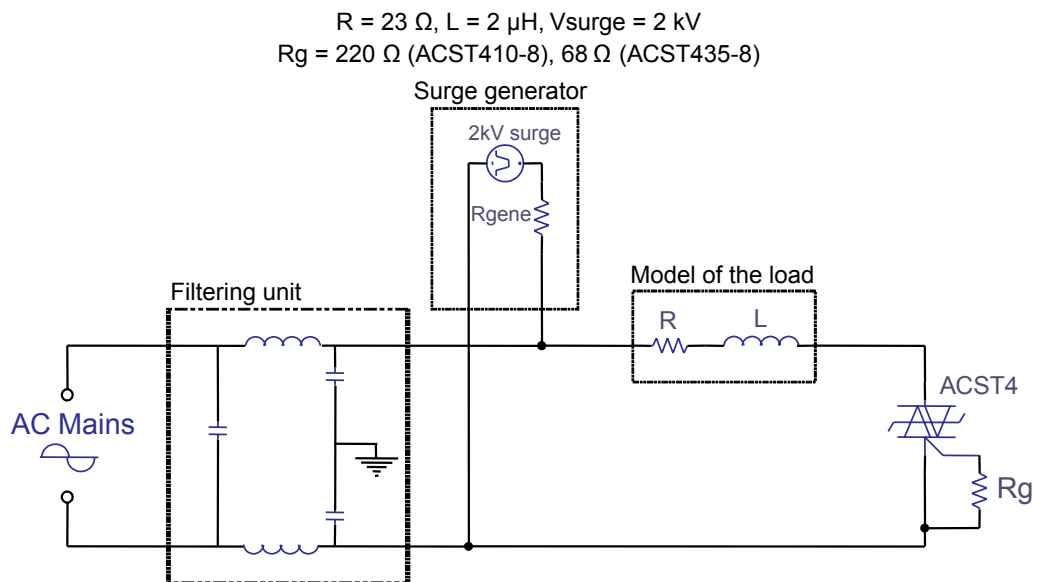 R = 23 Ω, L = 2 μH, Vsurge = 2 kV
Rg = 220 Ω (ACST410-8), 68 Ω (ACST435-8)
Surge generator
2kV surge
Rgene
Filtering unit
Model of the load
R
L
ACST4
AC Mains
Rg